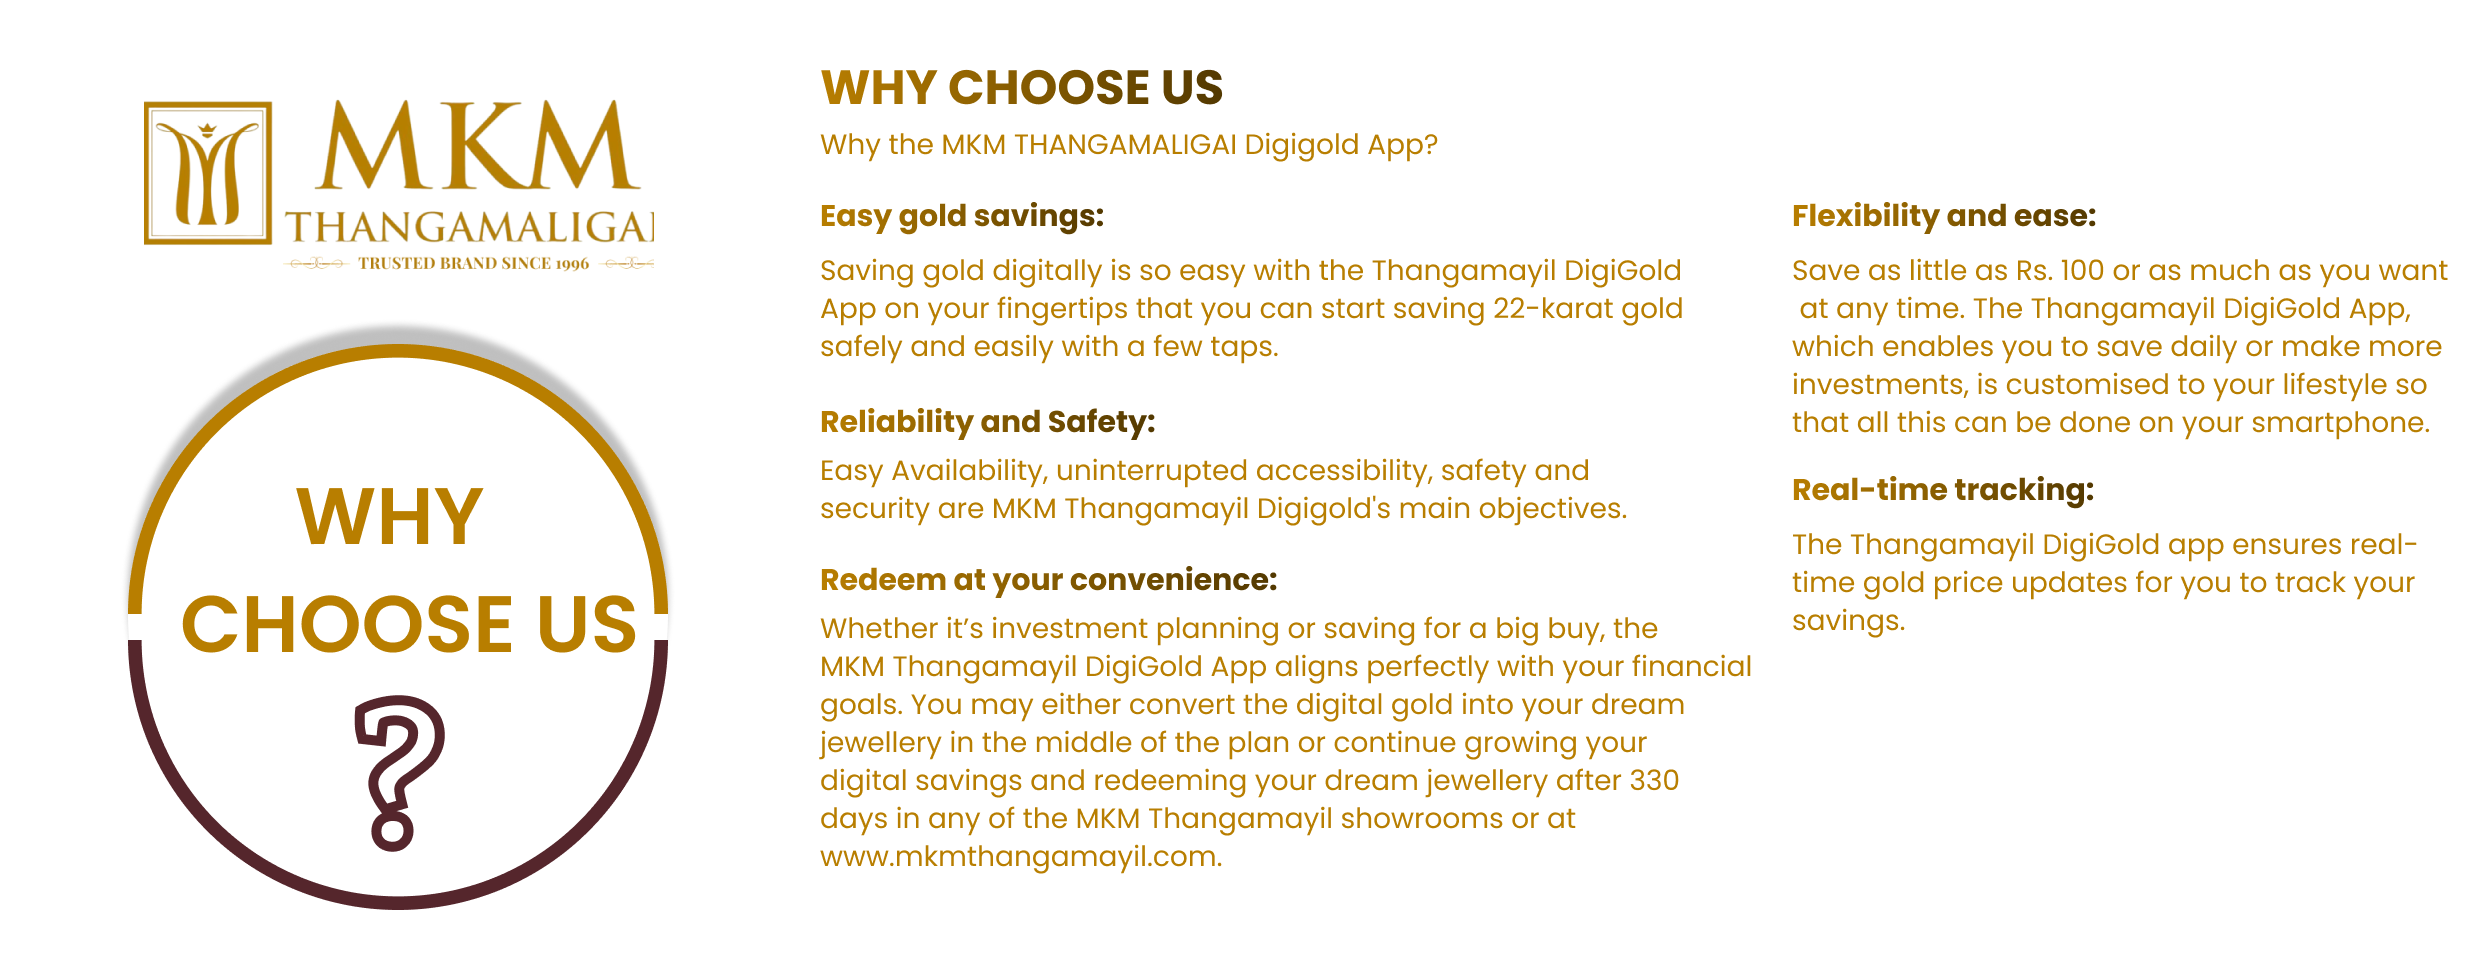 MKM
THANGAMALIGAI
TRUSTED BRAND SINCE 1996
WHY
CHOOSE US
?
WHY CHOOSE US
Why the MKM THANGAMALIGAI Digigold App?
Easy gold savings:
Saving gold digitally is so easy with the Thangamayil DigiGold
App on your fingertips that you can start saving 22-karat gold
safely and easily with a few taps.
Reliability and Safety:
Easy Availability, uninterrupted accessibility, safety and
security are MKM Thangamayil Digigold's main objectives.
Redeem at your convenience:
Whether it’s investment planning or saving for a big buy, the
MKM Thangamayil DigiGold App aligns perfectly with your financial
goals. You may either convert the digital gold into your dream
jewellery in the middle of the plan or continue growing your
digital savings and redeeming your dream jewellery after 330
days in any of the MKM Thangamayil showrooms or at
www.mkmthangamayil.com.
Flexibility and ease:
Save as little as Rs. 100 or as much as you want
at any time. The Thangamayil DigiGold App,
which enables you to save daily or make more
investments, is customised to your lifestyle so
that all this can be done on your smartphone.
Real-time tracking:
The Thangamayil DigiGold app ensures real-
time gold price updates for you to track your
savings.